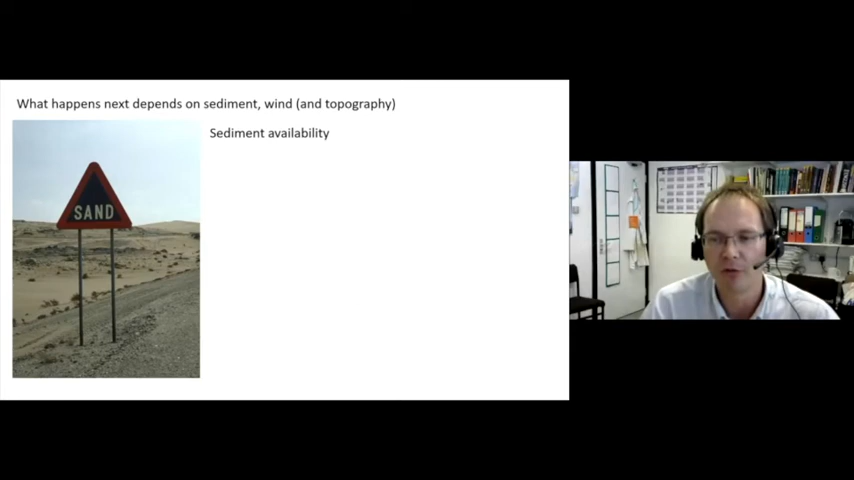 What happens next depends on sediment, wind (and topography)
Sediment availability
SAND